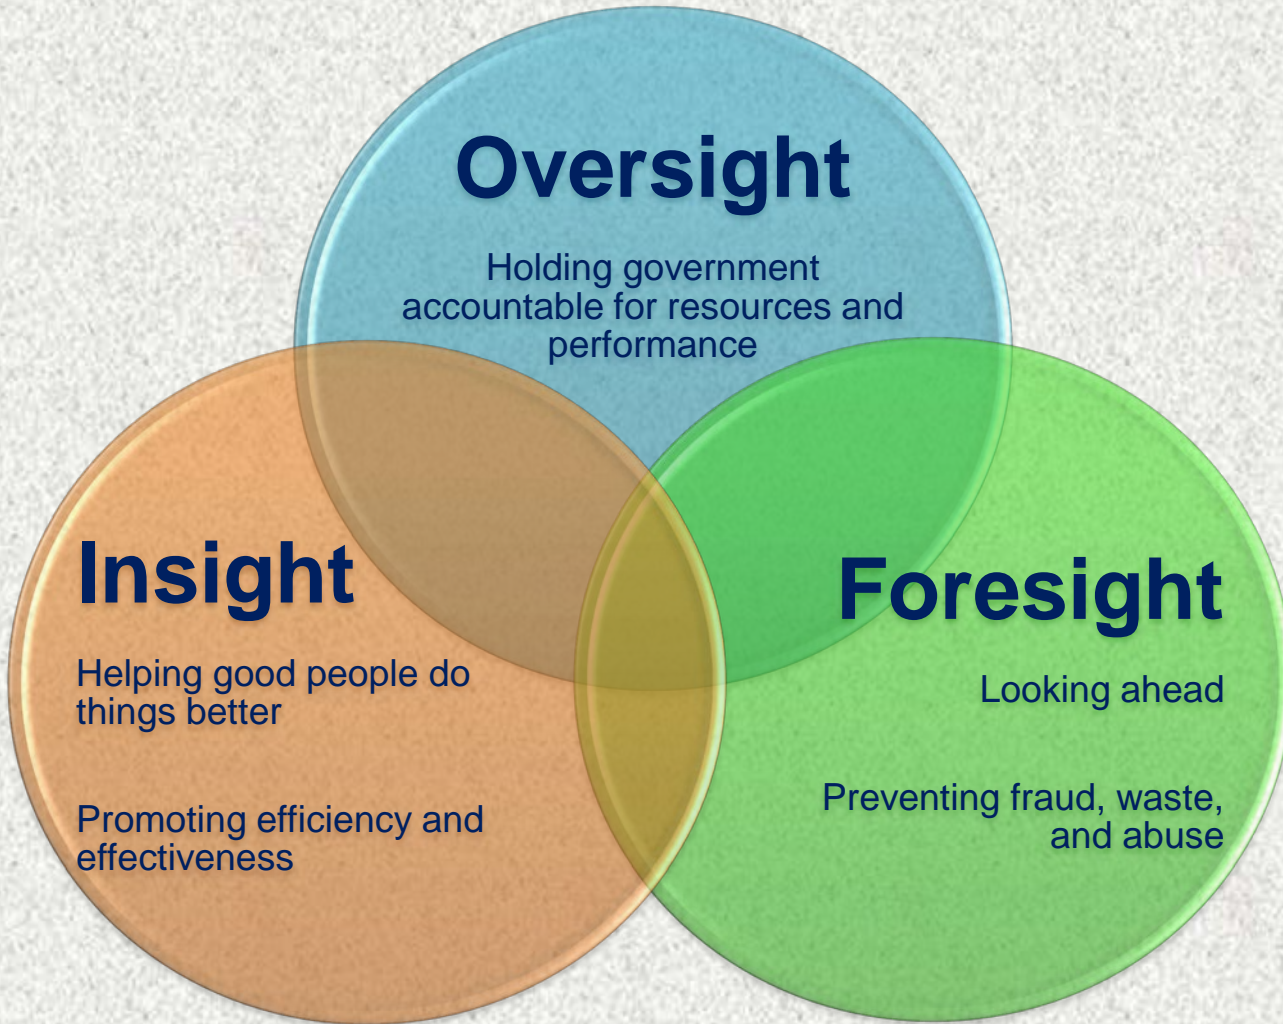 Oversight
Holding government
accountable for resources and
performance
Insight
Helping good people do
things better
Promoting efficiency and
effectiveness
Foresight
Looking ahead
Preventing fraud, waste,
and abuse